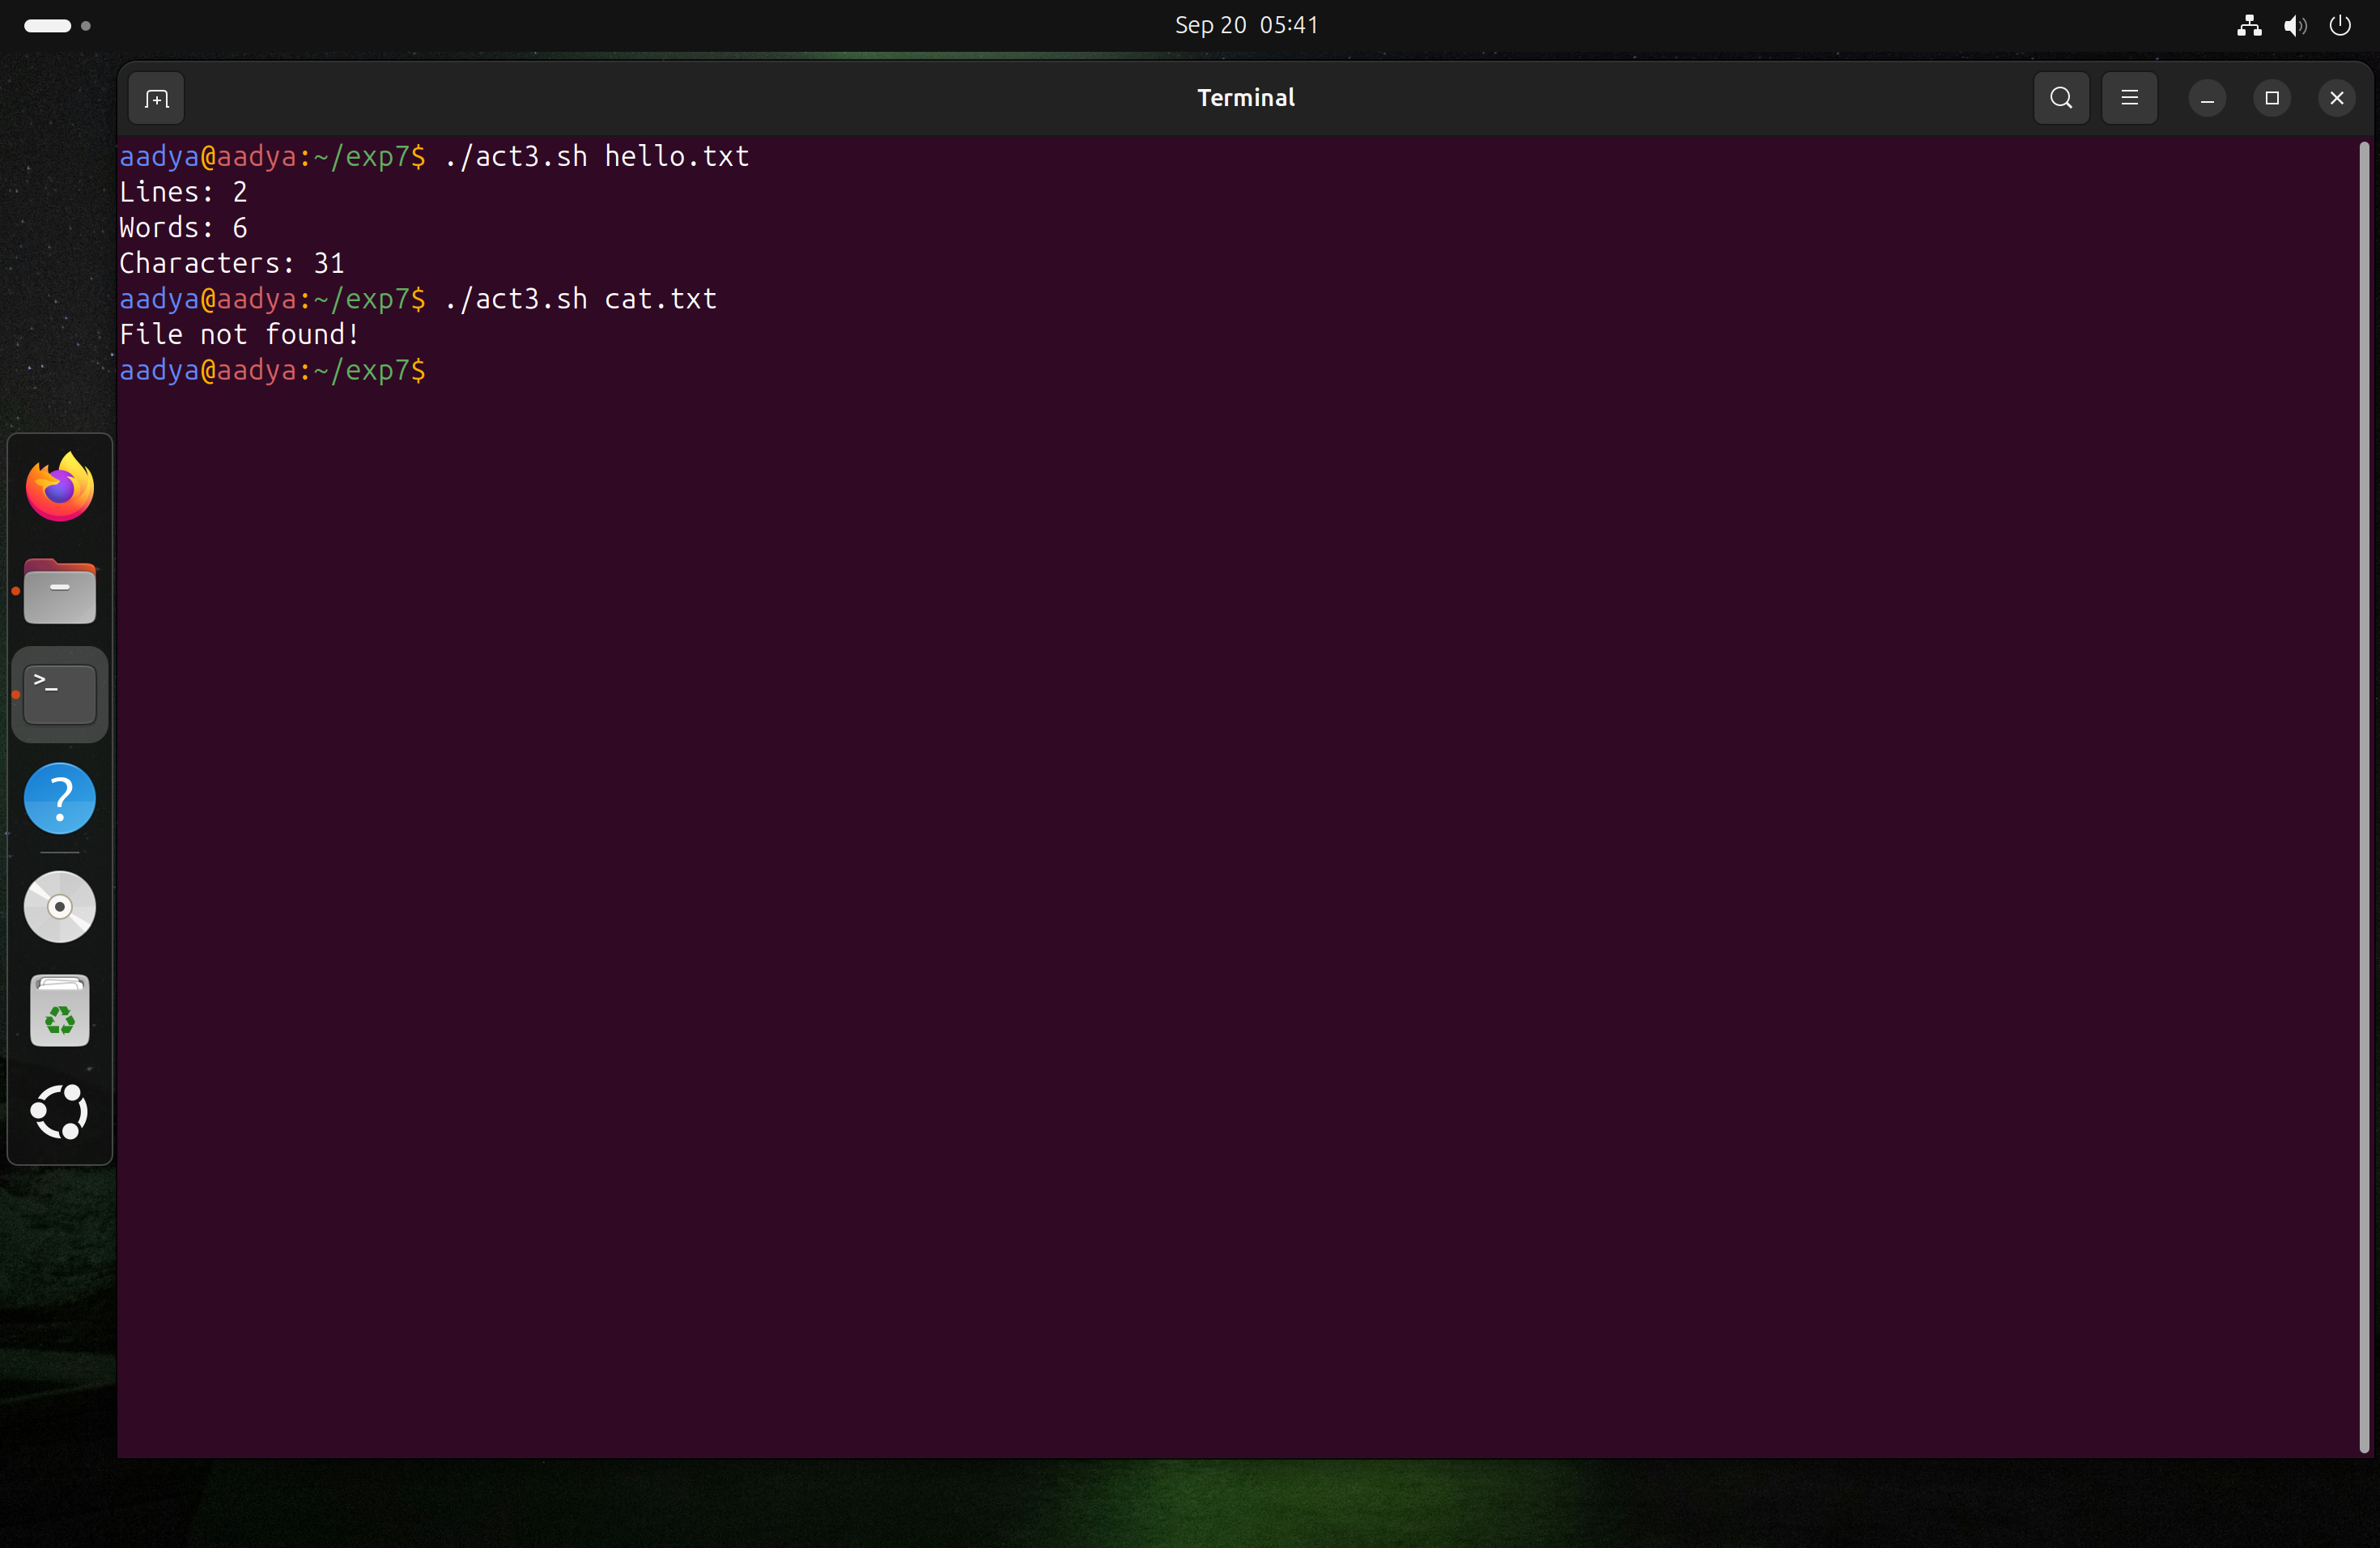 Sep 20 05:41
Terminal
aadya@aadya:~/exp7$ ./act3.sh hello.txt
Lines: 2
Words: 6
Characters: 31
aadya@aadya:~/exp7$ ./act3.sh cat.txt
File not found!
aadya@aadya:~/exp7$